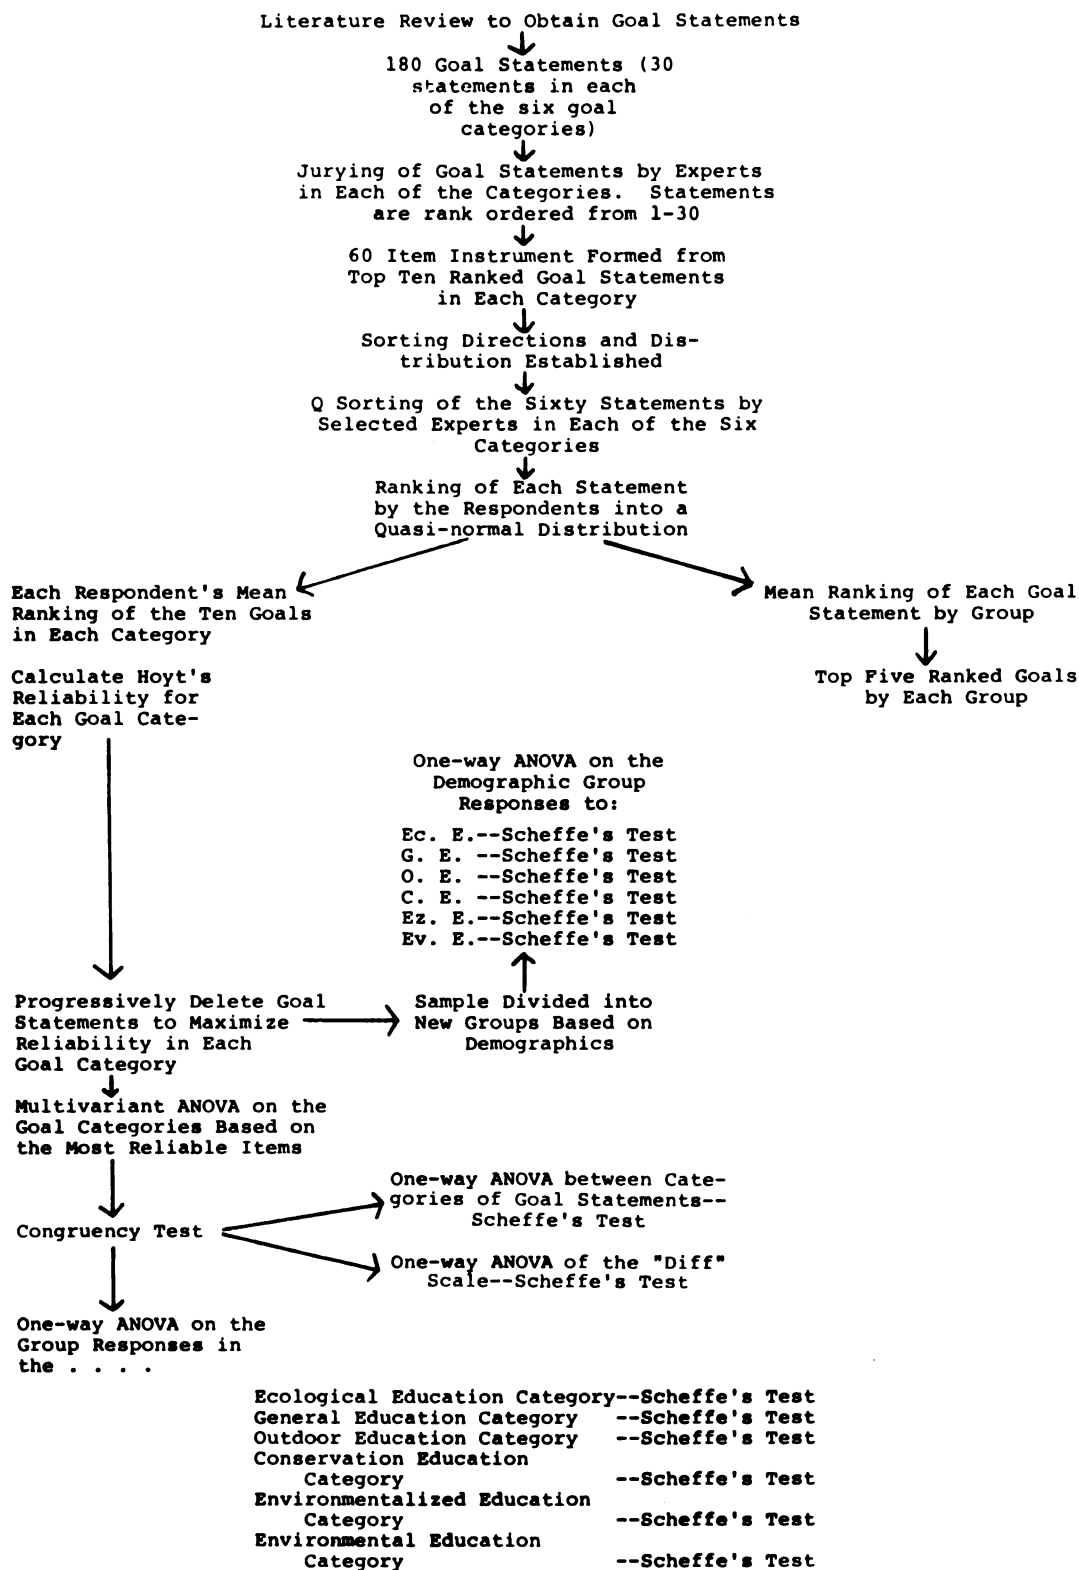 Literature Review to Obtain Goal Statements
180 Goal Statements (30
statements in each
of the six goal
categories)
Jurying of Goal Statements by Experts
in Each of the Categories. Statements
are rank ordered from 1-30
60 Item Instrument Formed from
Top Ten Ranked Goal Statements
in Each Category
Sorting Directions and Dis-
tribution Established
Q Sorting of the Sixty Statements by
Selected Experts in Each of the Six
Categories
Ranking of Each Statement
by the Respondents into a
Quasi-normal Distribution
Each Respondent's Mean
Ranking of the Ten Goals
in Each Category
Mean Ranking of Each Goal
Statement by Group
Calculate Hoyt's
Reliability for
Each Goal Cate-
gory
Top Five Ranked Goals
by Each Group
One-way ANOVA on the
Demographic Group
Responses to:
Ec. E.--Scheffe's Test
G. E. --Scheffe's Test
O. E. --Scheffe's Test
C. E. --Scheffe's Test
Ez. E.--Scheffe's Test
Ev. E.--Scheffe's Test
Progressively Delete Goal
Statements to Maximize
Reliability in Each
Goal Category
Sample Divided into
New Groups Based on
Demographics
Multivariant ANOVA on the
Goal Categories Based on
the Most Reliable Items
Congruency Test
One-way ANOVA between Cate-
gories of Goal Statements--
Scheffe's Test
One-way ANOVA of the "Diff"
Scale--Scheffe's Test
One-way ANOVA on the
Group Responses in
the . . . .
Ecological Education Category--Scheffe's Test
General Education Category --Scheffe's Test
Outdoor Education Category --Scheffe's Test
Conservation Education
Category --Scheffe's Test
Environmentalized Education
Category --Scheffe's Test
Environmental Education
Category --Scheffe's Test